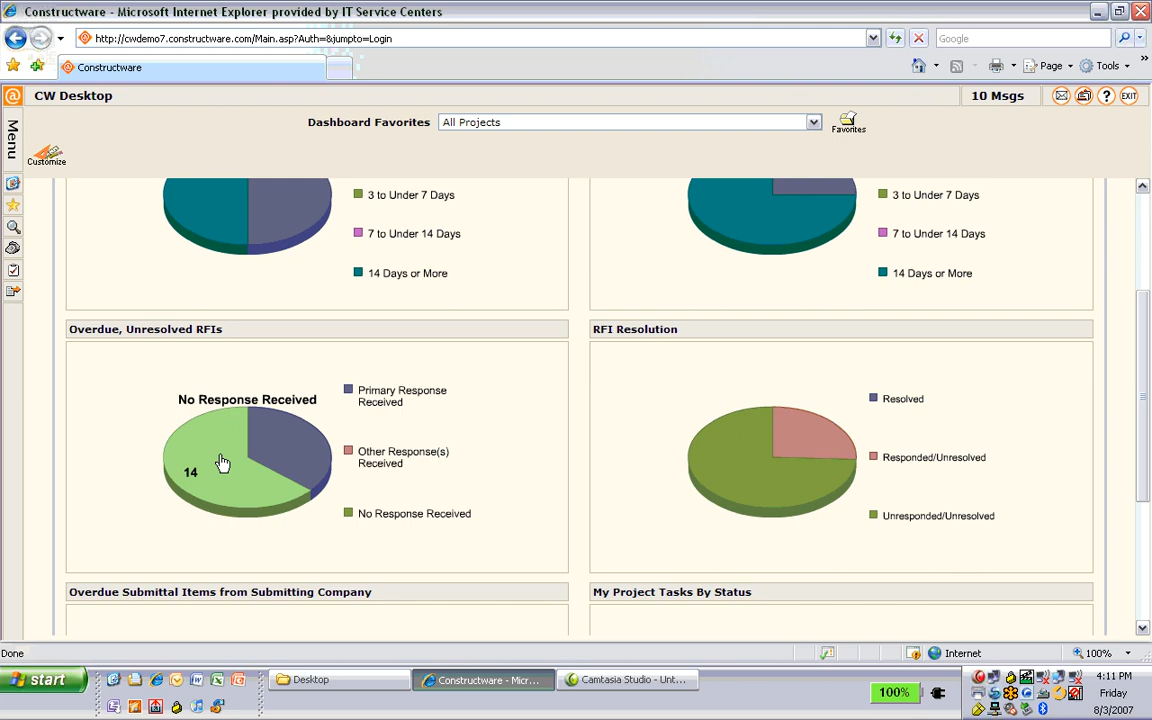 Constructware - Microsoft Internet Explorer provided by IT Service Centers
http://cwdemo7.constructware.com/Main.asp?Auth=&jumpto=Login
Google
Constructware
Page
Tools
CW Desktop
10 Msgs
EXIT
Menu
Dashboard Favorites
All Projects
Favorites
Customize
3 to Under 7 Days
7 to Under 14 Days
14 Days or More
3 to Under 7 Days
7 to Under 14 Days
14 Days or More
Overdue, Unresolved RFIs
RFI Resolution
No Response Received
14
Primary Response
Received
Other Response(s)
Received
No Response Received
Resolved
Responded/Unresolved
Unresponded/Unresolved
Overdue Submittal Items from Submitting Company
My Project Tasks By Status
Done
Internet
100%
start
Desktop
Constructware - Micr...
Camtasia Studio - Unt...
100%
4:11 PM
Friday
8/3/2007